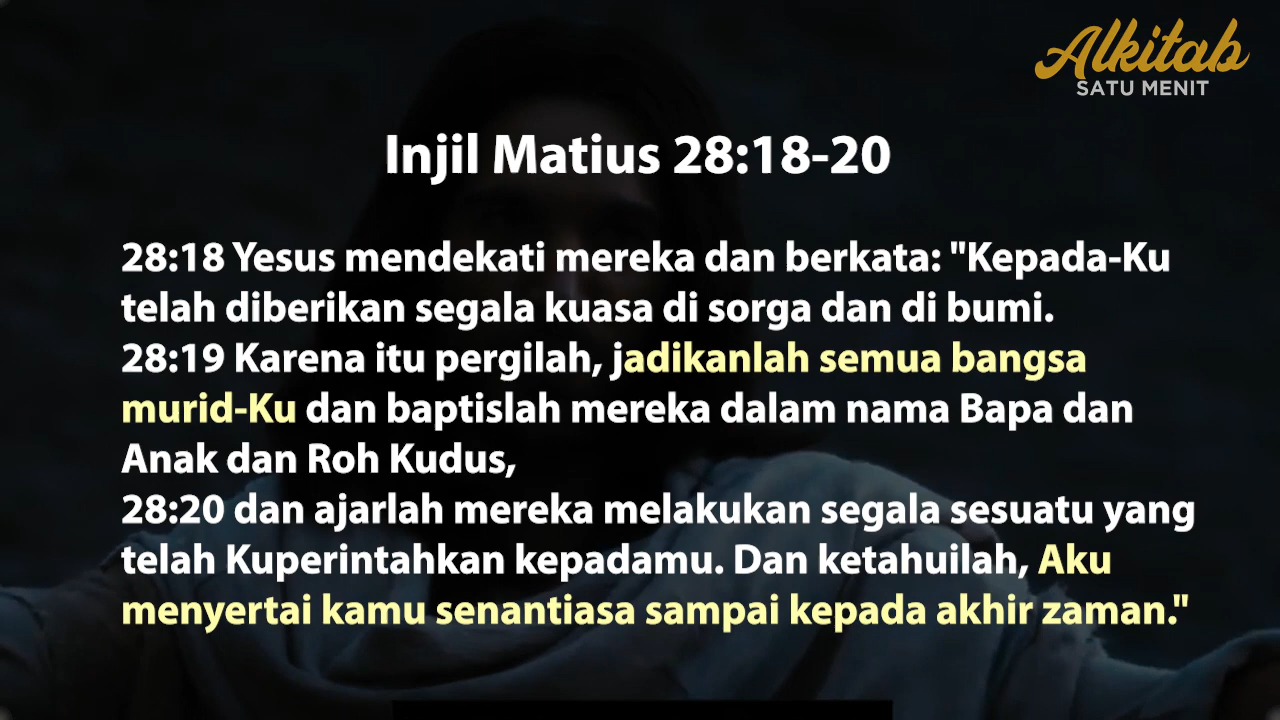 Alkitab
SATU MENIT
Injil Matius 28:18-20
28:18 Yesus mendekati mereka dan berkata: "Kepada-Ku
telah diberikan segala kuasa di sorga dan di bumi.
28:19 Karena itu pergilah, jadikanlah semua bangsa
murid-Ku dan baptislah mereka dalam nama Bapa dan
Anak dan Roh Kudus,
28:20 dan ajarlah mereka melakukan segala sesuatu yang
telah Kuperintahkan kepadamu. Dan ketahuilah, Aku
menyertai kamu senantiasa sampai kepada akhir zaman."